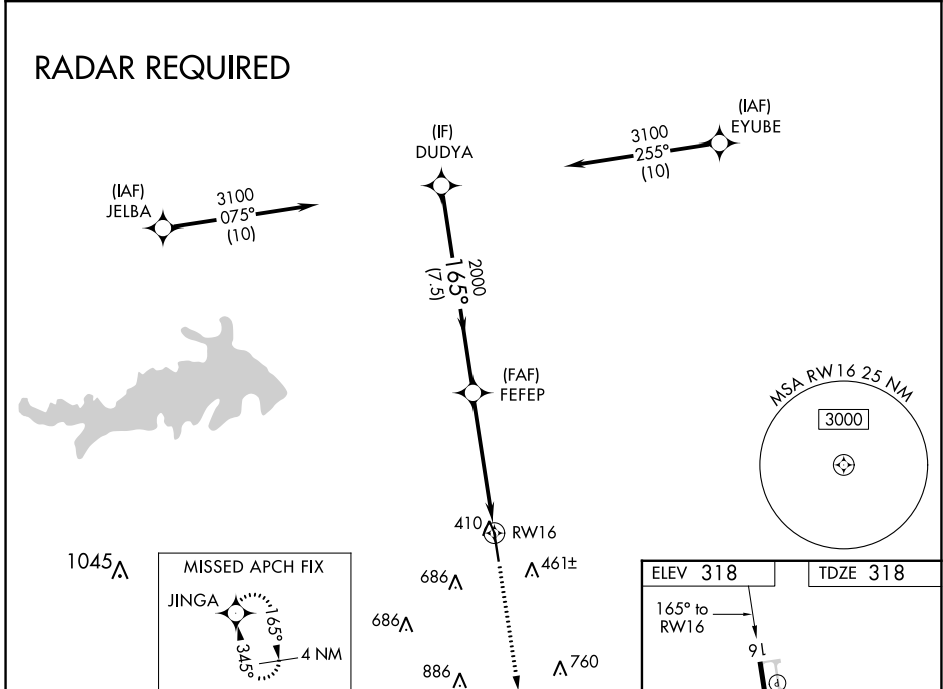 RADAR REQUIRED
(IAF)
EYUBE
3100
255°
(10)
(IF)
DUDYA
(IAF)
JELBA
3100
075°
(10)
2000
165°
(7.5)
(FAF)
FEFEP
MSA RW16 25 NM
3000
410
RW16
1045
461±
686
686
886
760
MISSED APCH FIX
JINGA
165°
345°
4 NM
ELEV 318
TDZE 318
165° to
RW16
16
P